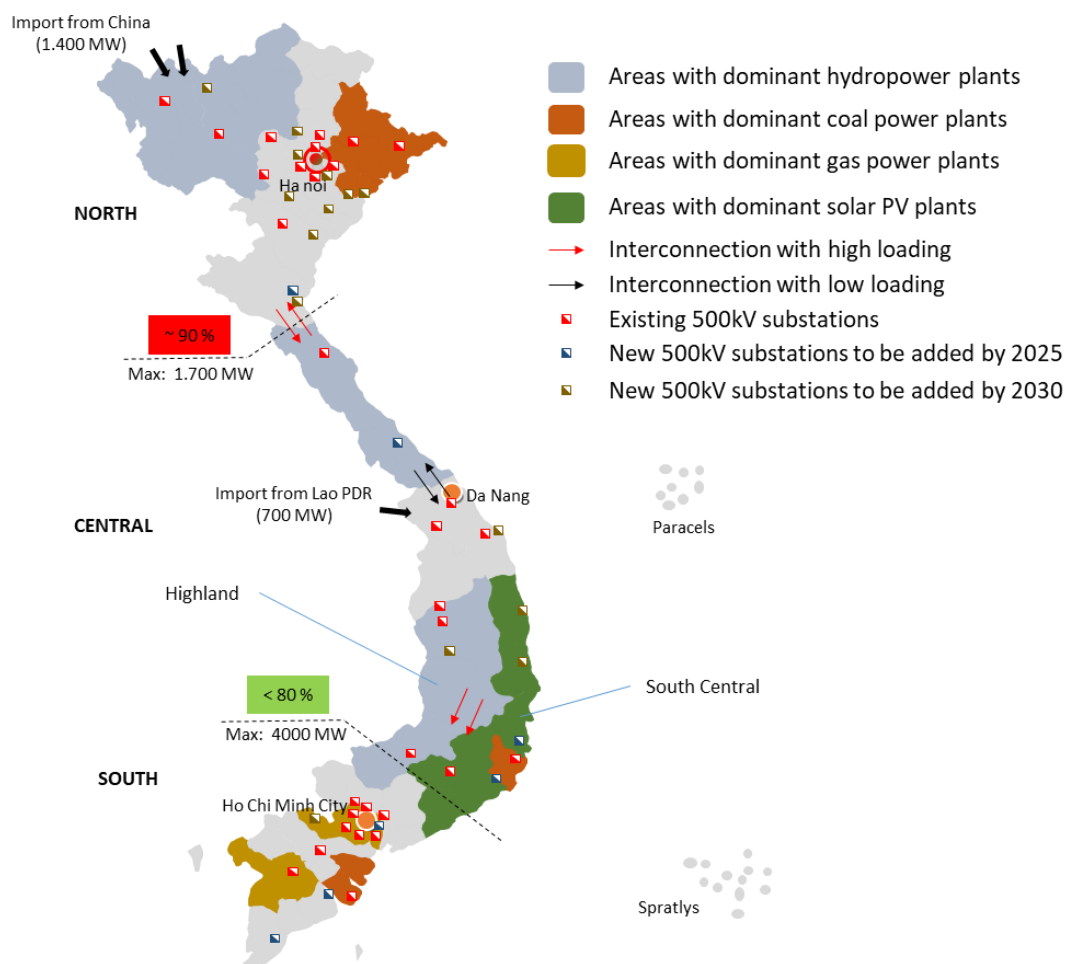 Import from China
(1.400 MW)
Areas with dominant hydropower plants
Areas with dominant coal power plants
Areas with dominant gas power plants
Areas with dominant solar PV plants
Interconnection with high loading
Interconnection with low loading
Existing 500kV substations
New 500kV substations to be added by 2025
New 500kV substations to be added by 2030
Ha noi
NORTH
~ 90 %
Max: 1.700 MW
Import from Lao PDR
(700 MW)
Da Nang
CENTRAL
Paracels
Highland
South Central
< 80 %
Max: 4000 MW
SOUTH
Ho Chi Minh City
Spratlys